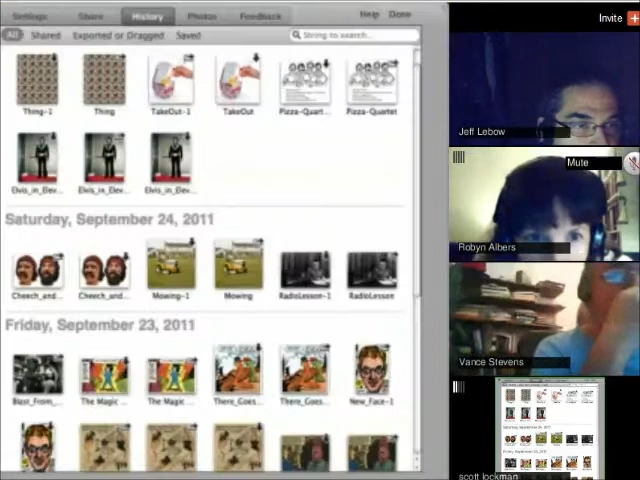 Settings Share History Photos Feedback Help Done
Invite
All Shared Exported or Dragged Saved String to search...
Thing-1 Thing TakeOut-1 TakeOut Pizza-Quart... Pizza-Quartet
Jeff Lebow
Mute
Elvis_in_Elev... Elvis_in_Elev... Elvis_in_Elev...
Saturday, September 24, 2011
Robyn Albers
Cheech_and... Cheech_and... Mowing-1 Mowing RadioLesson-1 RadioLesson
Friday, September 23, 2011
Vance Stevens
Blast_From_... The Magic ... The Magic ... There_Goes... There_Goes... New_Face-1
scott lockman